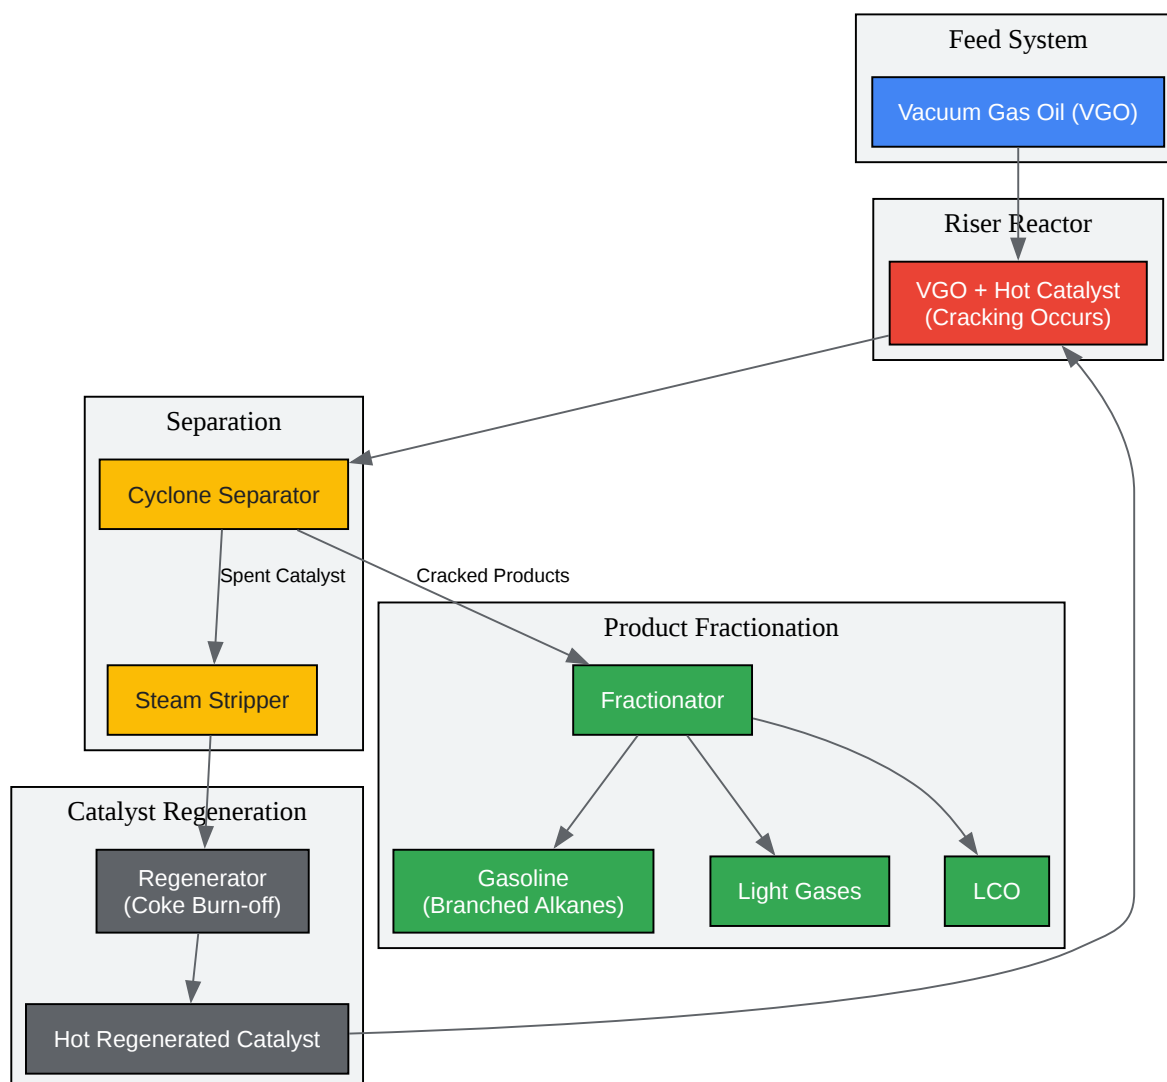 Feed System
Vacuum Gas Oil (VGO)
Riser Reactor
VGO + Hot Catalyst
(Cracking Occurs)
Separation
Cyclone Separator
Spent Catalyst
Cracked Products
Product Fractionation
Steam Stripper
Fractionator
Catalyst Regeneration
Regenerator
(Coke Burn-off)
Gasoline
(Branched Alkanes)
Light Gases
LCO
Hot Regenerated Catalyst